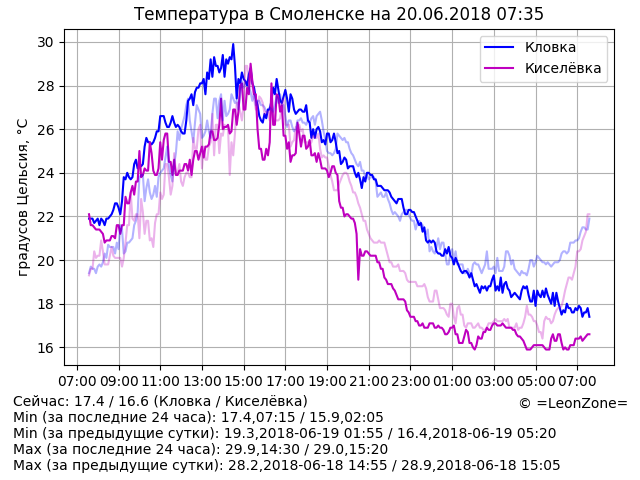 Температура в Смоленске на 20.06.2018 07:35
градусов Цельсия, °C
30
28
26
24
22
20
18
16
Кловка
Киселёвка
07:00 09:00 11:00 13:00 15:00 17:00 19:00 21:00 23:00 01:00 03:00 05:00 07:00
Сейчас: 17.4 / 16.6 (Кловка / Киселёвка)
© =LeonZone=
Min (за последние 24 часа): 17.4,07:15 / 15.9,02:05
Min (за предыдущие сутки): 19.3,2018-06-19 01:55 / 16.4,2018-06-19 05:20
Max (за последние 24 часа): 29.9,14:30 / 29.0,15:20
Max (за предыдущие сутки): 28.2,2018-06-18 14:55 / 28.9,2018-06-18 15:05